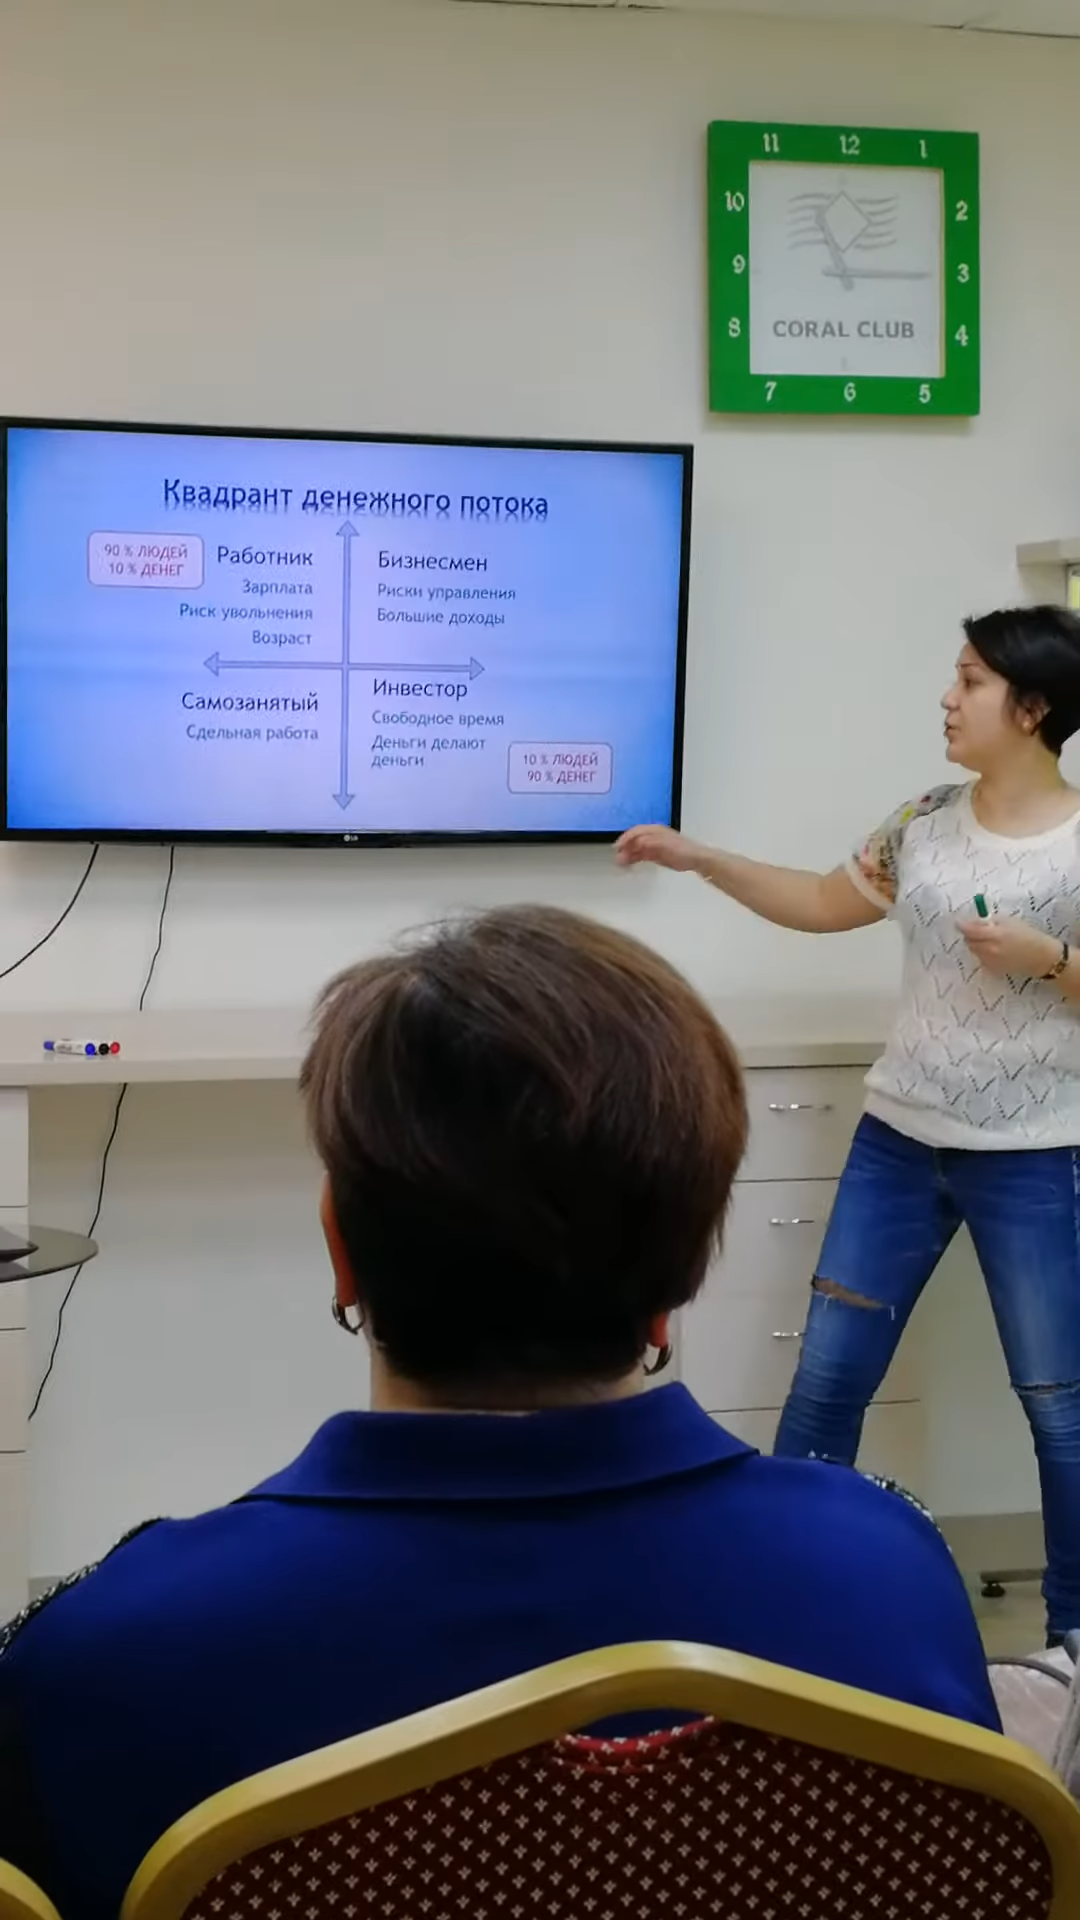 11 12 1
10 2
9 3
8 4
7 6 5
CORAL CLUB
Квадрант денежного потока
90 % ЛЮДЕЙ
10 % ДЕНЕГ
Работник
Зарплата
Риск увольнения
Возраст
Бизнесмен
Риски управления
Большие доходы
Самозанятый
Сдельная работа
Инвестор
Свободное время
Деньги делают
деньги
10 % ЛЮДЕЙ
90 % ДЕНЕГ
LG